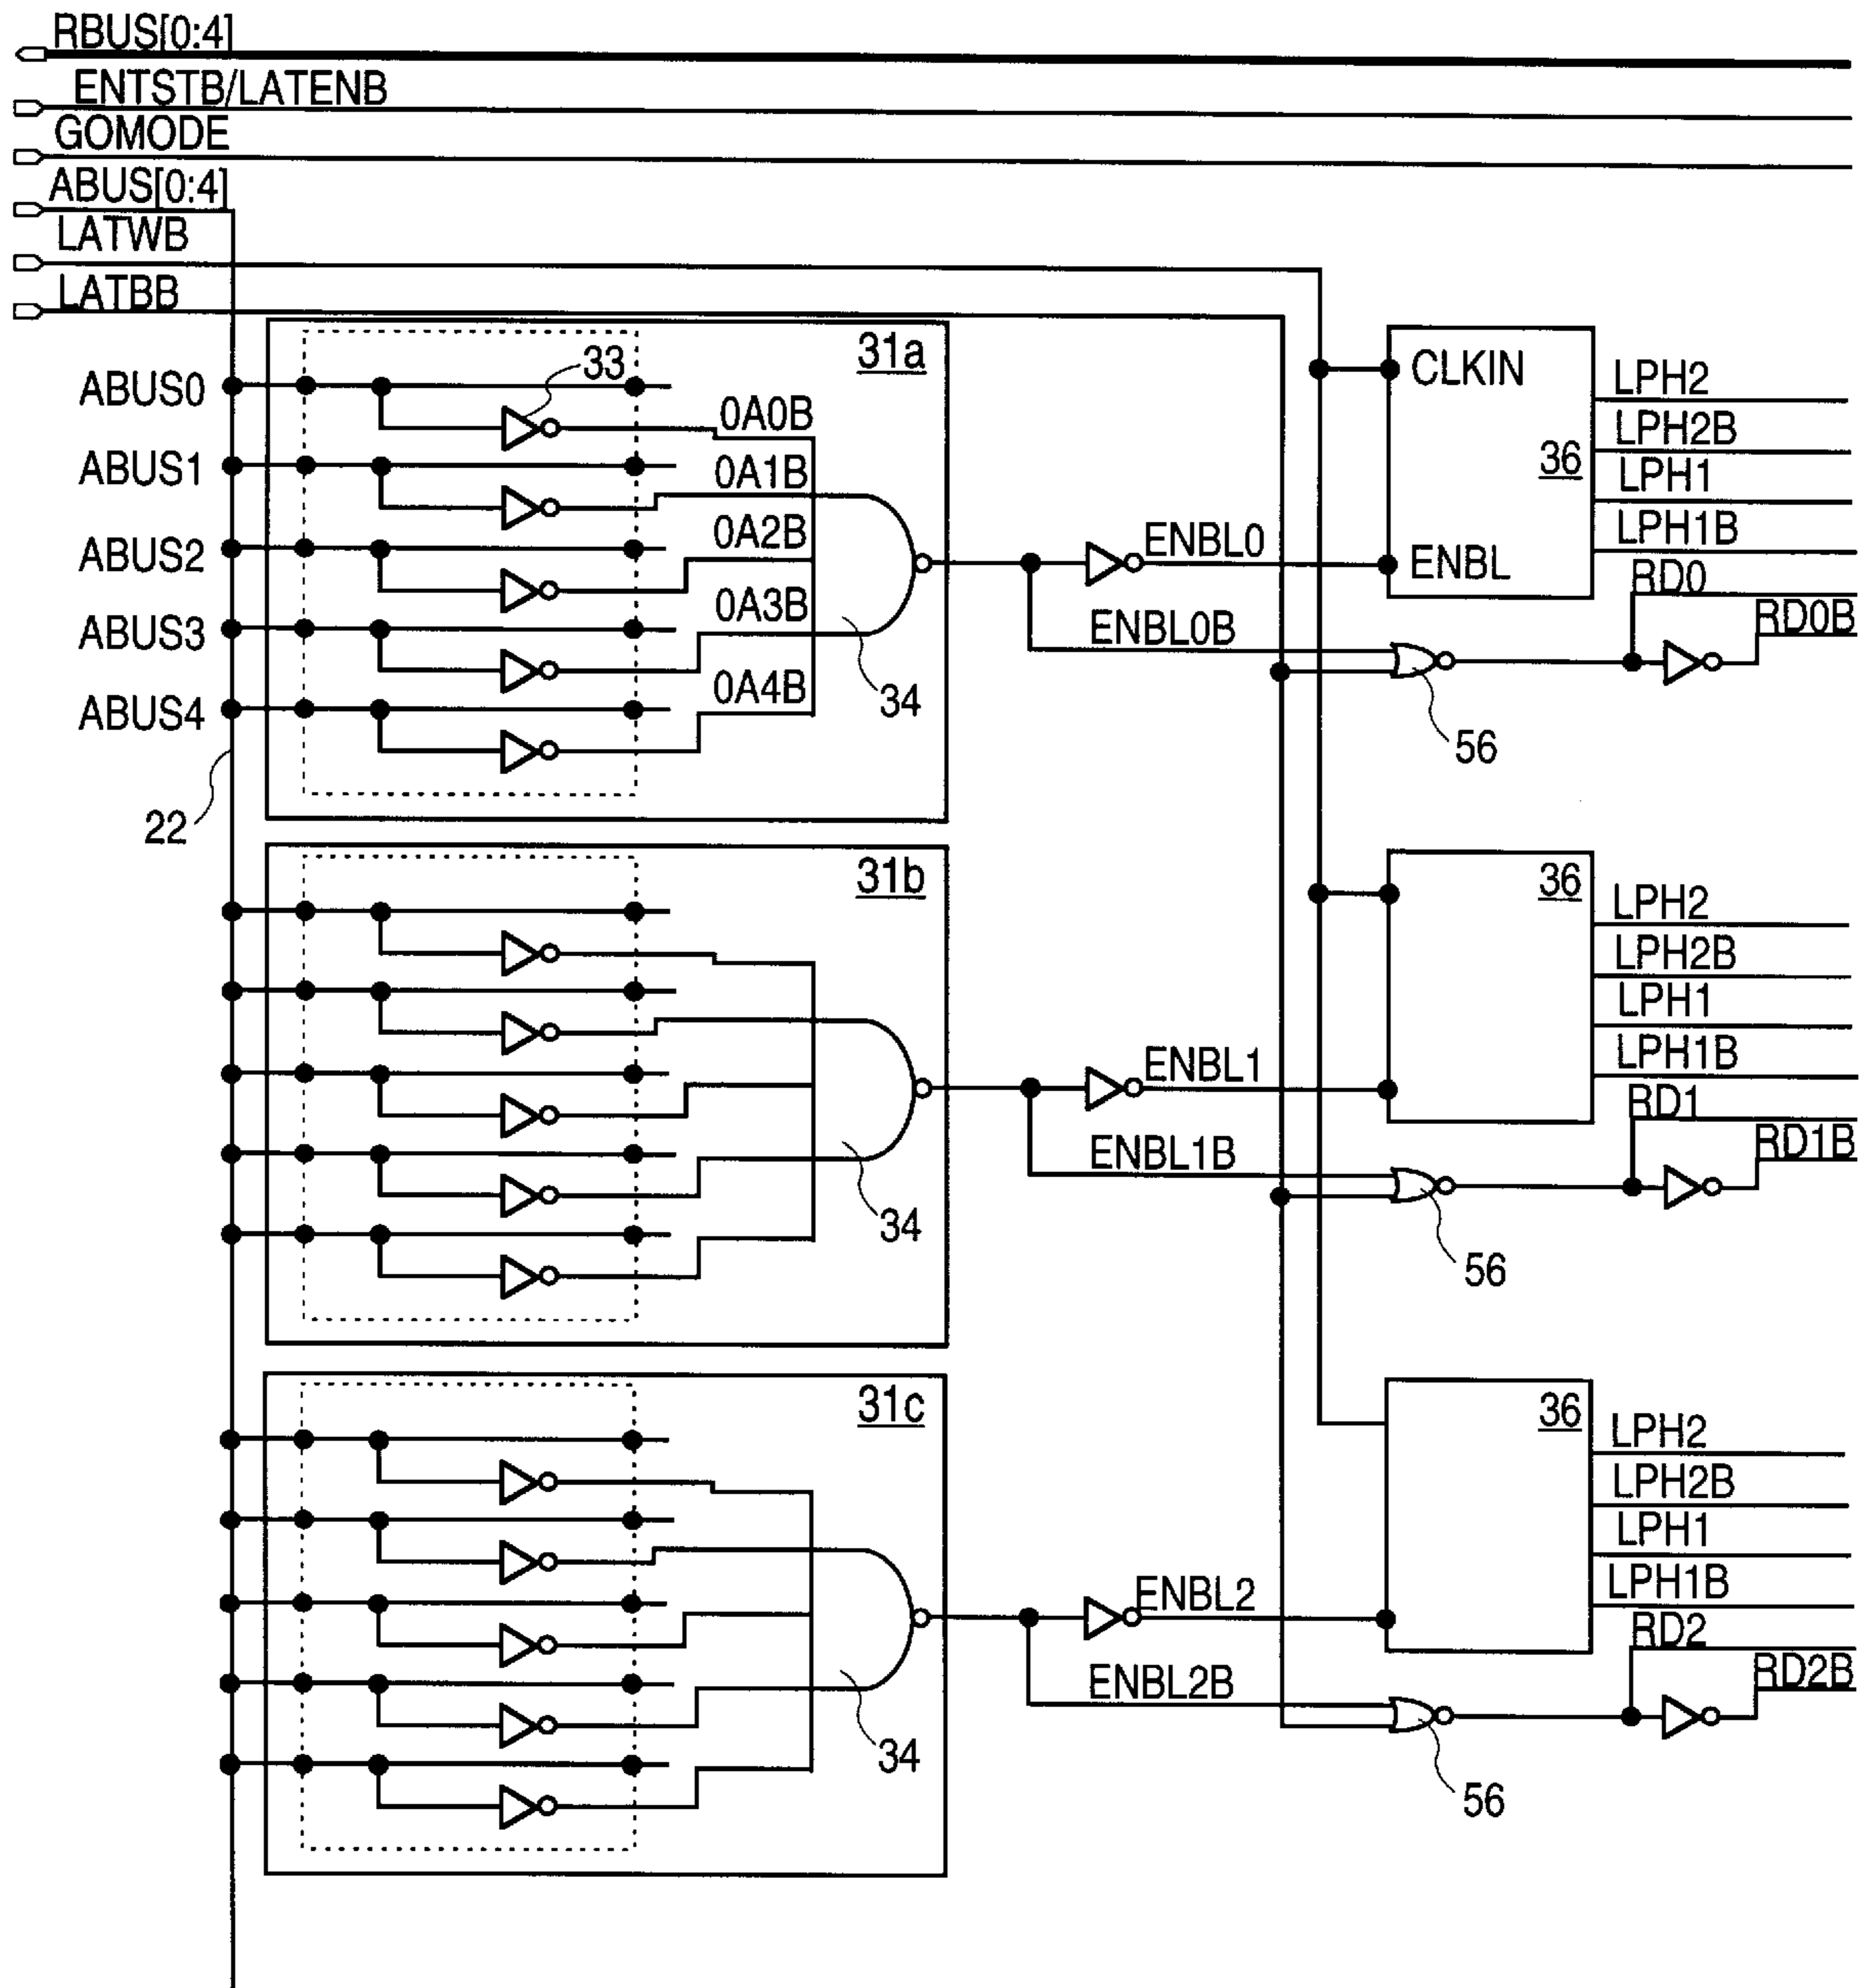 RBUS[0:4]
ENTSTB/LATENB
GOMODE
ABUS[0:4]
LATWB
LATBB
31a
33
ABUS0
0A0B
ABUS1
0A1B
ABUS2
0A2B
ABUS3
0A3B
ABUS4
0A4B
34
22
ENBL0
ENBL0B
CLKIN
36
ENBL
LPH2
LPH2B
LPH1
LPH1B
RD0
RD0B
56
31b
34
ENBL1
ENBL1B
36
LPH2
LPH2B
LPH1
LPH1B
RD1
RD1B
56
31c
34
ENBL2
ENBL2B
36
LPH2
LPH2B
LPH1
LPH1B
RD2
RD2B
56